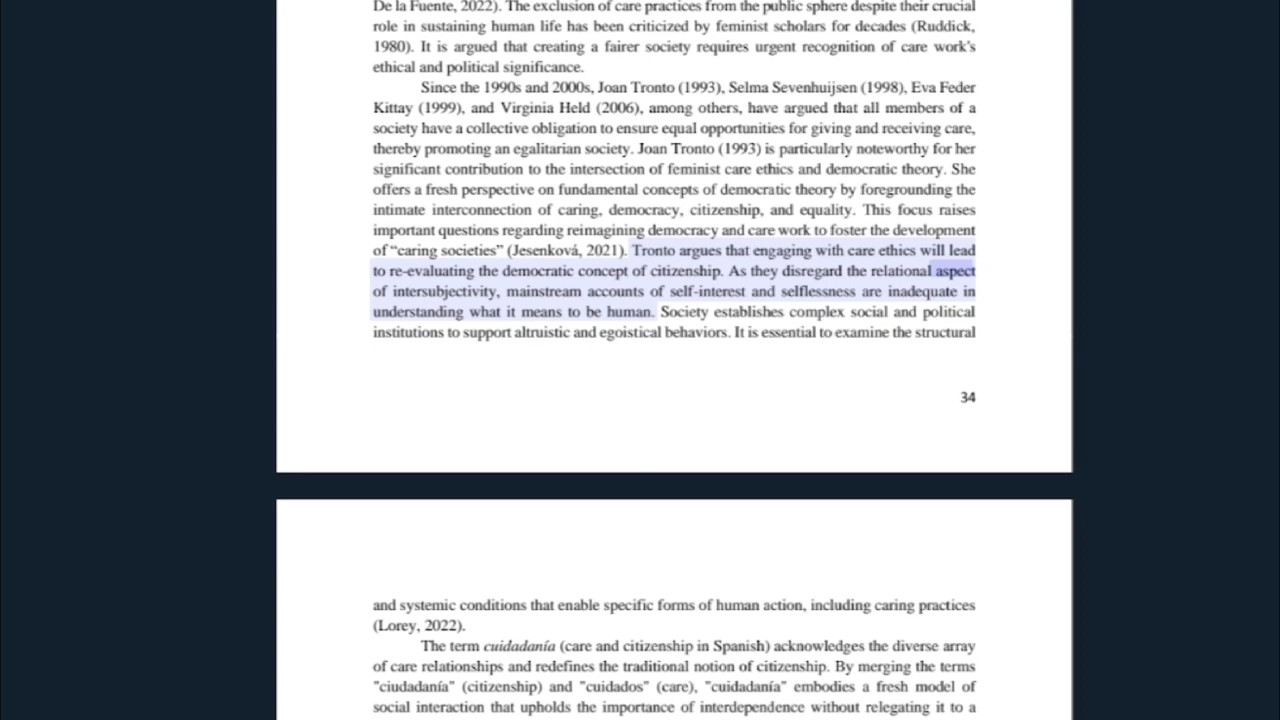 De la Fuente, 2022). The exclusion of care practices from the public sphere despite their crucial
role in sustaining human life has been criticized by feminist scholars for decades (Ruddick,
1980). It is argued that creating a fairer society requires urgent recognition of care work's
ethical and political significance.
Since the 1990s and 2000s, Joan Tronto (1993), Selma Sevenhuijsen (1998), Eva Feder
Kittay (1999), and Virginia Held (2006), among others, have argued that all members of a
society have a collective obligation to ensure equal opportunities for giving and receiving care,
thereby promoting an egalitarian society. Joan Tronto (1993) is particularly noteworthy for her
significant contribution to the intersection of feminist care ethics and democratic theory. She
offers a fresh perspective on fundamental concepts of democratic theory by foregrounding the
intimate interconnection of caring, democracy, citizenship, and equality. This focus raises
important questions regarding reimagining democracy and care work to foster the development
of “caring societies” (Jesenková, 2021). Tronto argues that engaging with care ethics will lead
to re-evaluating the democratic concept of citizenship. As they disregard the relational aspect
of intersubjectivity, mainstream accounts of self-interest and selflessness are inadequate in
understanding what it means to be human. Society establishes complex social and political
institutions to support altruistic and egoistical behaviors. It is essential to examine the structural
34
and systemic conditions that enable specific forms of human action, including caring practices
(Lorey, 2022).
The term cuidadanía (care and citizenship in Spanish) acknowledges the diverse array
of care relationships and redefines the traditional notion of citizenship. By merging the terms
"ciudadanía" (citizenship) and "cuidados" (care), "cuidadanía" embodies a fresh model of
social interaction that upholds the importance of interdependence without relegating it to a